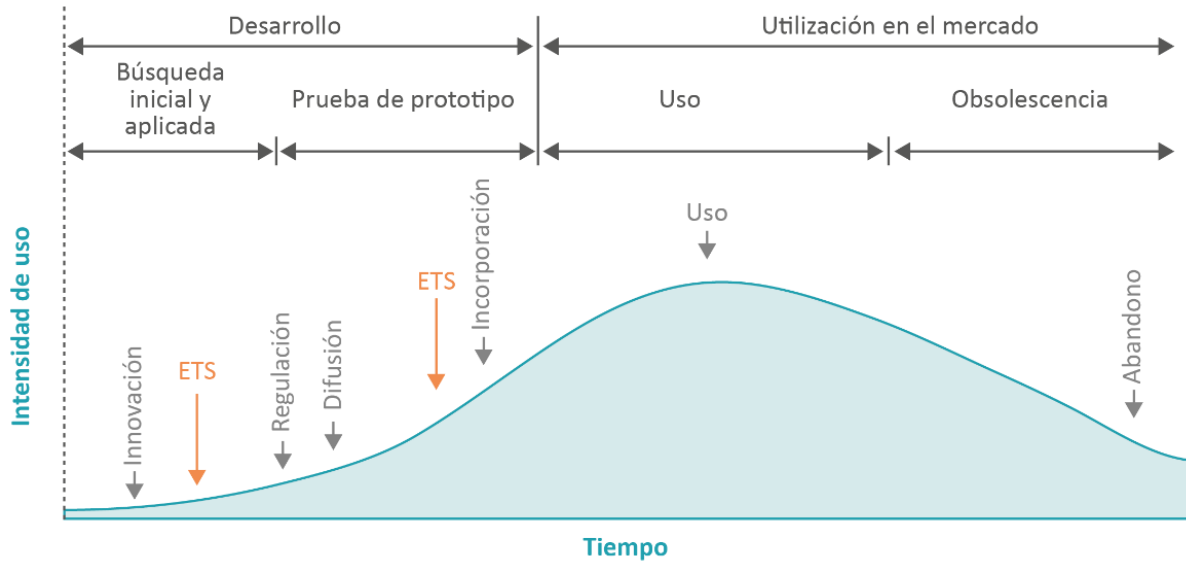 Desarrollo
Utilización en el mercado
Búsqueda
inicial y
aplicada
Prueba de prototipo
Uso
Obsolescencia
Intensidad de uso
Innovación
ETS
Regulación
Difusión
ETS
Incorporación
Uso
Abandono
Tiempo